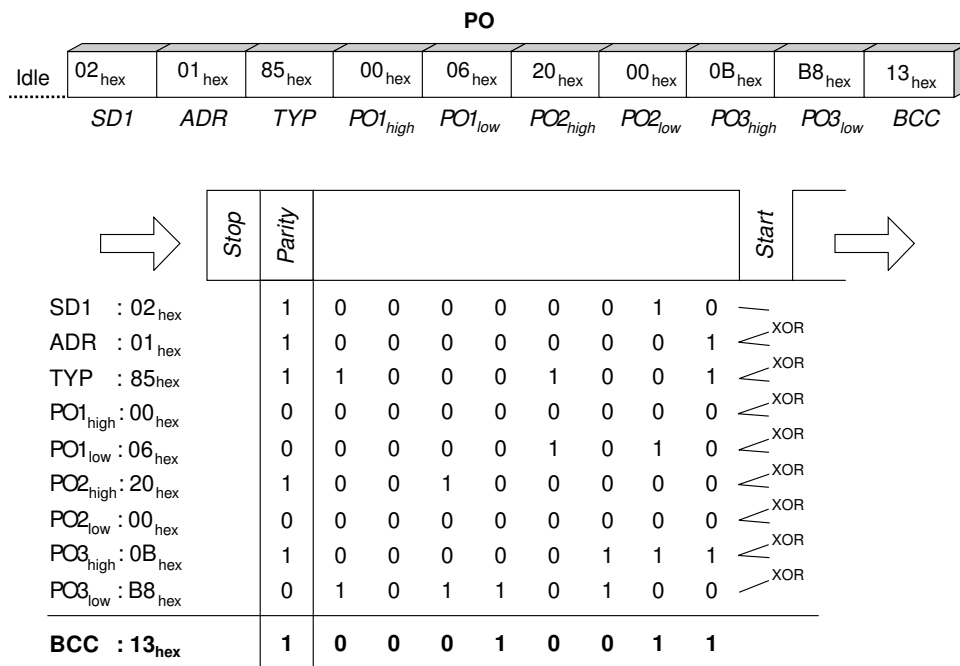 PO
Idle 02hex 01hex 85hex 00hex 06hex 20hex 00hex 0Bhex B8hex 13hex
SD1 ADR TYP PO1high PO1low PO2high PO2low PO3high PO3low BCC
Stop Parity Start
SD1 : 02hex 1 0 0 0 0 0 0 1 0
XOR
ADR : 01hex 1 0 0 0 0 0 0 0 1
XOR
TYP : 85hex 1 1 0 0 0 1 0 0 1
XOR
PO1high : 00hex 0 0 0 0 0 0 0 0 0
XOR
PO1low : 06hex 0 0 0 0 0 1 0 1 0
XOR
PO2high : 20hex 1 0 0 1 0 0 0 0 0
XOR
PO2low : 00hex 0 0 0 0 0 0 0 0 0
XOR
PO3high : 0Bhex 1 0 0 0 0 0 1 1 1
XOR
PO3low : B8hex 0 1 0 1 1 0 1 0 0
BCC : 13hex 1 0 0 0 1 0 0 1 1